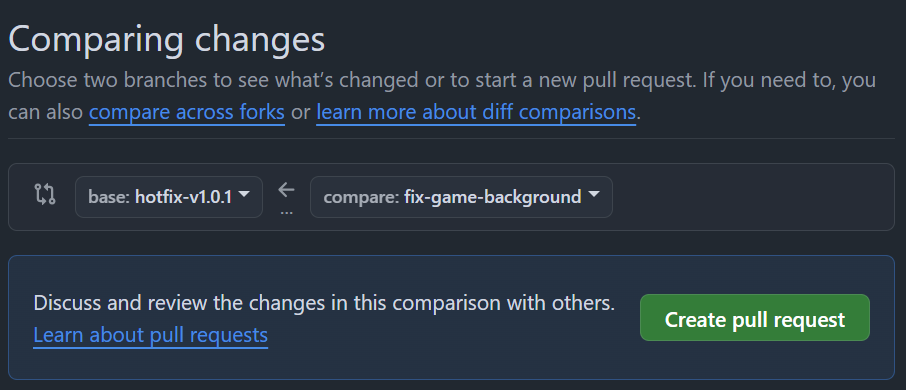 Comparing changes
Choose two branches to see what's changed or to start a new pull request. If you need to, you
can also compare across forks or learn more about diff comparisons.
base: hotfix-v1.0.1 ... compare: fix-game-background
Discuss and review the changes in this comparison with others.
Learn about pull requests
Create pull request